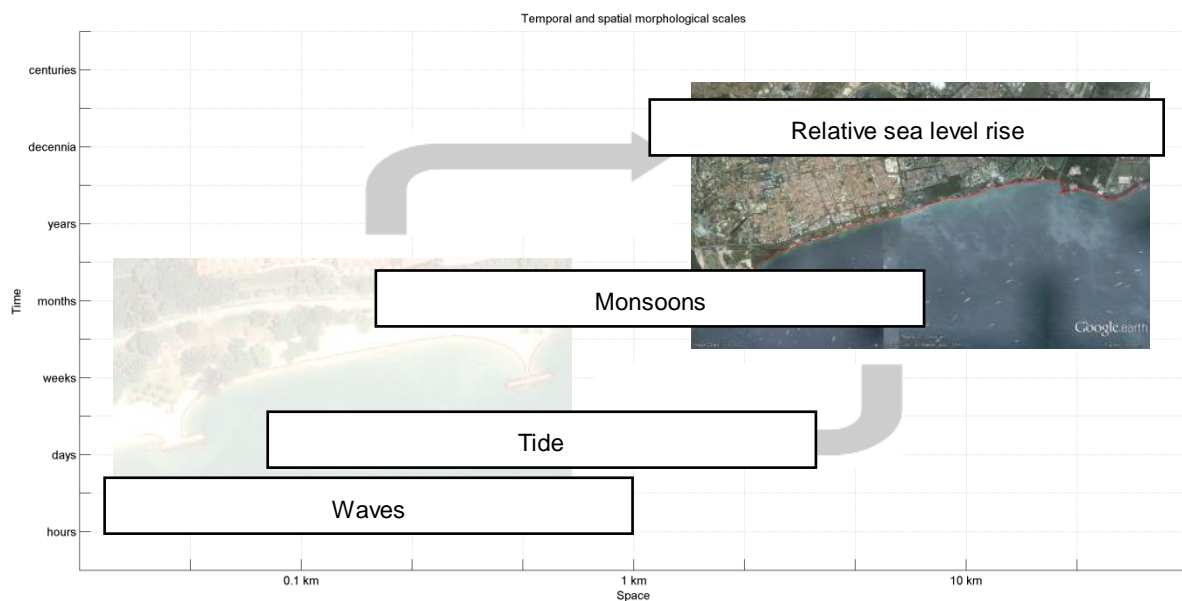 Temporal and spatial morphological scales
centuries
decennia
years
months
weeks
days
hours
Time
Relative sea level rise
Monsoons
Tide
Waves
Google earth
0.1 km
1 km
10 km
Space